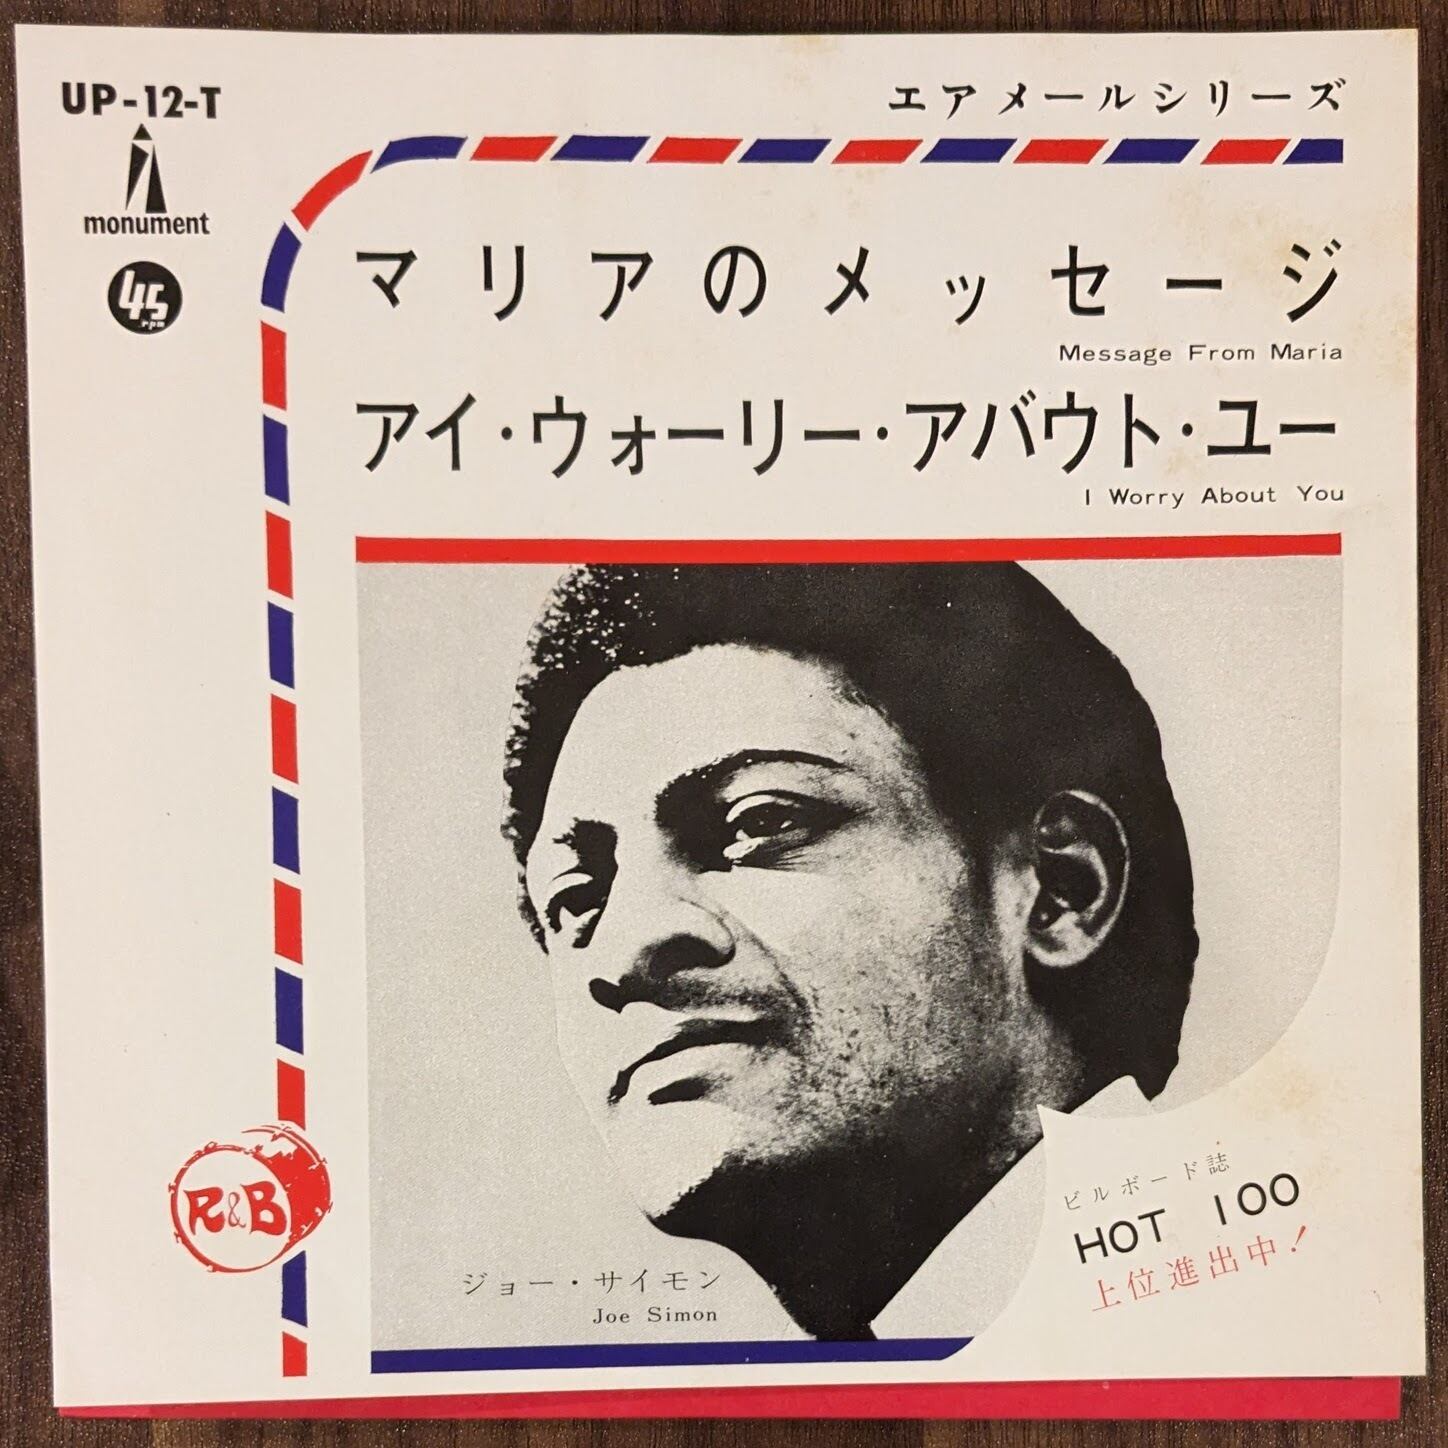 UP-12-T
monument
45
rpm
エアメールシリーズ
マリアのメッセージ
Message From Maria
アイ・ウォーリー・アバウト・ユー
I Worry About You
R&B
ジョー・サイモン
Joe Simon
ビルボード誌
HOT 100
上位進出中!